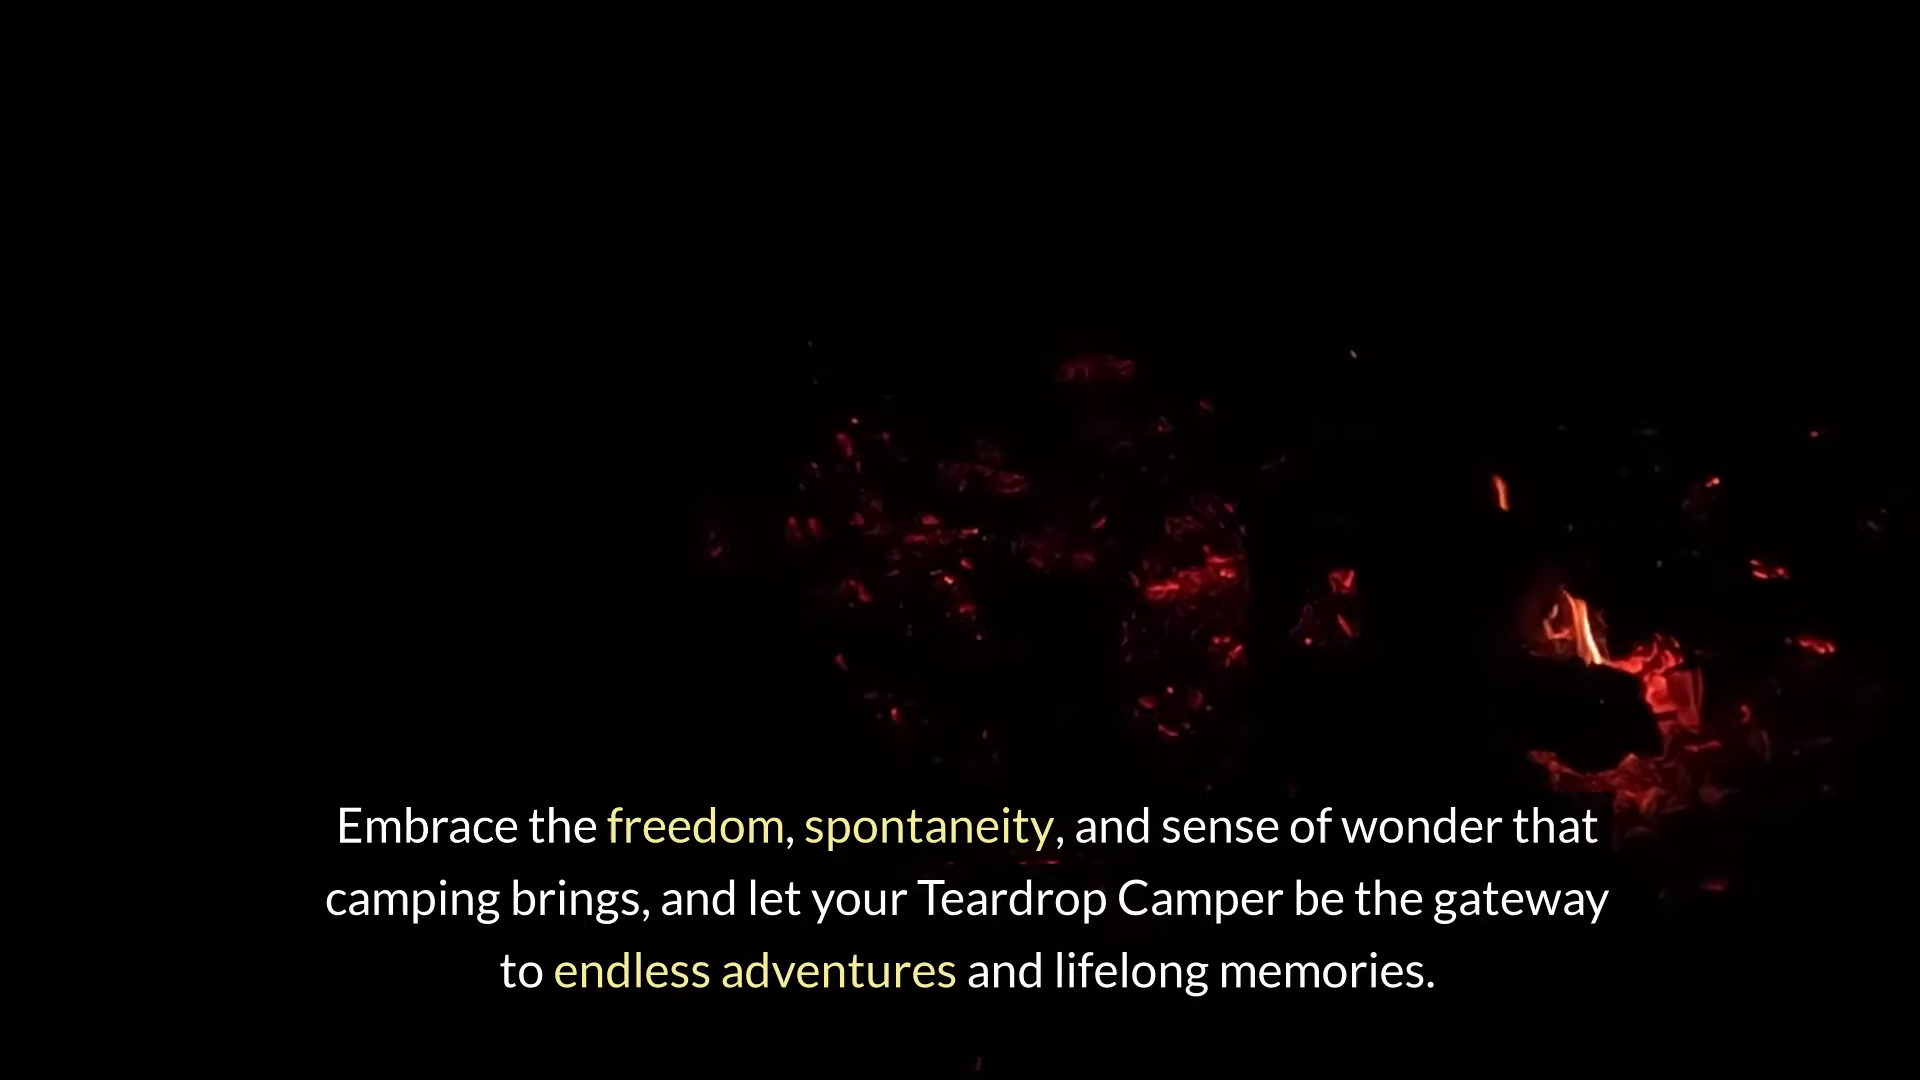 Embrace the freedom, spontaneity, and sense of wonder that
camping brings, and let your Teardrop Camper be the gateway
to endless adventures and lifelong memories.